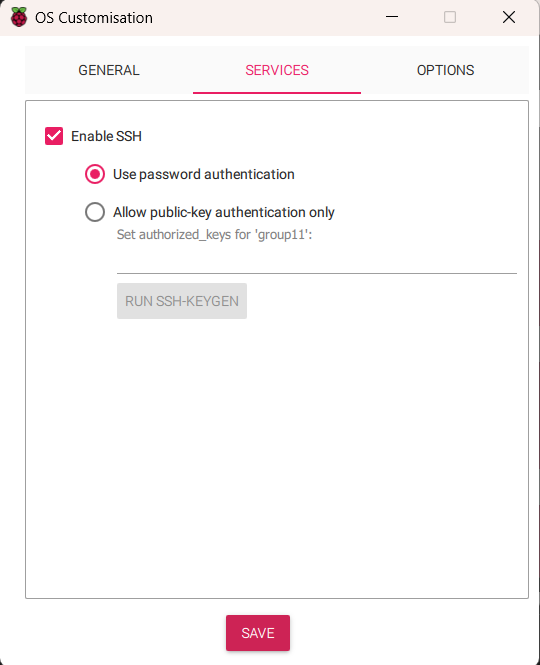 OS Customisation
GENERAL SERVICES OPTIONS
Enable SSH
Use password authentication
Allow public-key authentication only
Set authorized_keys for 'group11':
RUN SSH-KEYGEN
SAVE